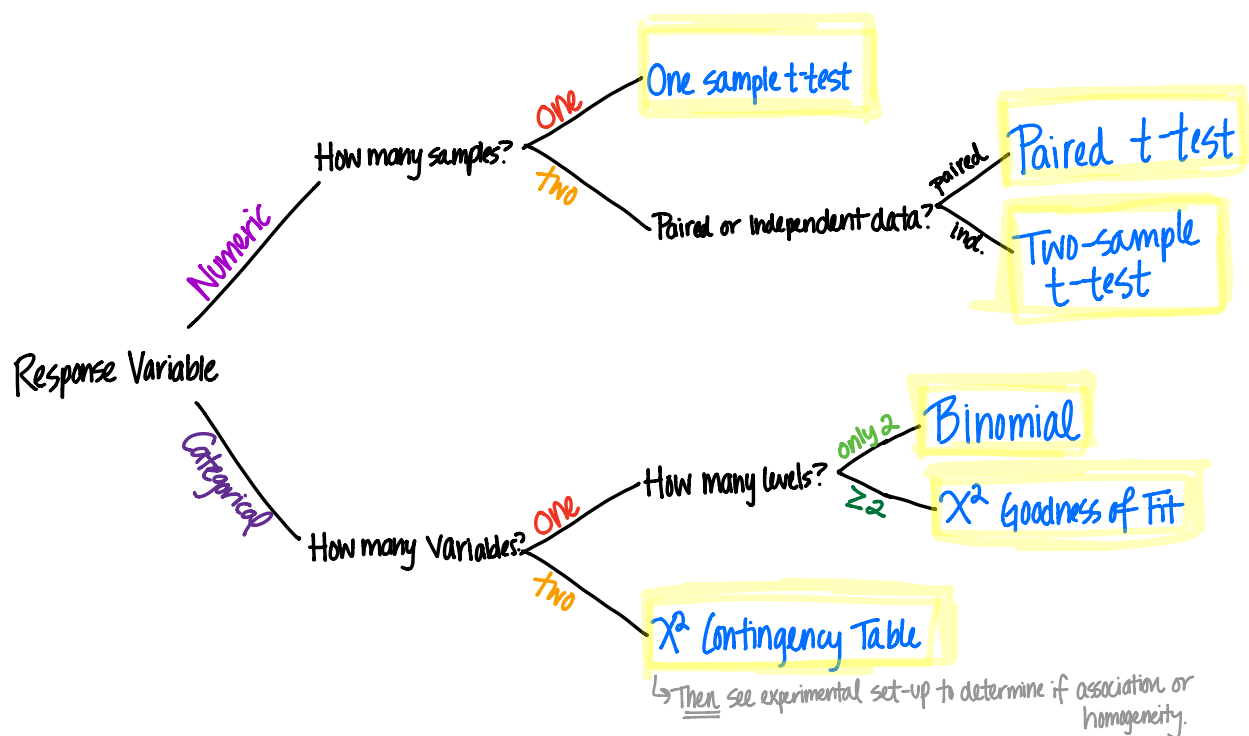 One sample t-test
one
How many samples?
two
paired
Paired t-test
Paired or independent data?
ind.
Two-sample
t-test
Numeric
Response Variable
Categorical
only 2
Binomial
How many levels?
≥2
X² Goodness of Fit
one
How many variables?
two
X² Contingency Table
↳ Then see experimental set-up to determine if association or
homogeneity.